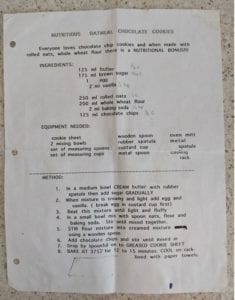 NUTRITIOUS OATMEAL CHOCOLATE COOKIES
Everyone loves chocolate chip cookies and when made with
rolled oats, whole wheat flour there is a NUTRITIONAL BONUS!!
INGREDIENTS:
125 ml butter
175 ml brown sugar
1 egg
2 ml vanilla
250 ml rolled oats
200 ml whole wheat flour
2 ml baking soda
125 ml chocolate chips
EQUIPMENT NEEDED:
cookie sheet wooden spoon oven mitt
2 mixing bowls rubber spatula metal
set of measuring spoons custard cup spatula
set of measuring cups metal spoon cooling
rack
METHOD:
1. In a medium bowl CREAM butter with rubber
spatula then add sugar GRADUALLY
2. When mixture is creamy and light add egg and
vanilla. ( break egg in custard cup first)
3. Beat this mixture until light and fluffy
4. In a small bowl mix with spoon oats, flour and
baking soda. Stir until mixed together.
5. STIR flour mixture into creamed mixture
using a wooden spoon.
6. Add chocolate chips and stir until mixed in
7. Drop by spoonful on to GREASED COOKIE SHEET
8. BAKE AT for 12 to 15 minutes. COOL on rack-
lined with paper towels.